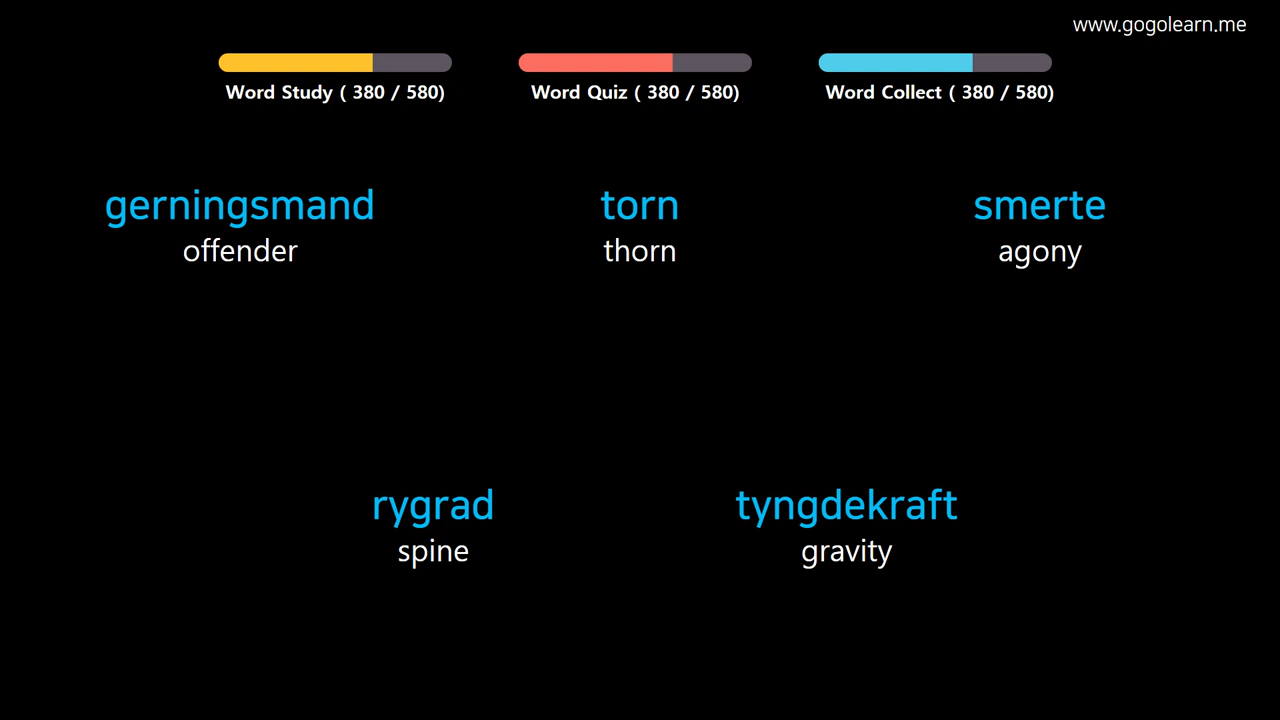 www.gogolearn.me
Word Study ( 380 / 580)
Word Quiz ( 380 / 580)
Word Collect ( 380 / 580)
gerningsmand
offender
torn
thorn
smerte
agony
rygrad
spine
tyngdekraft
gravity